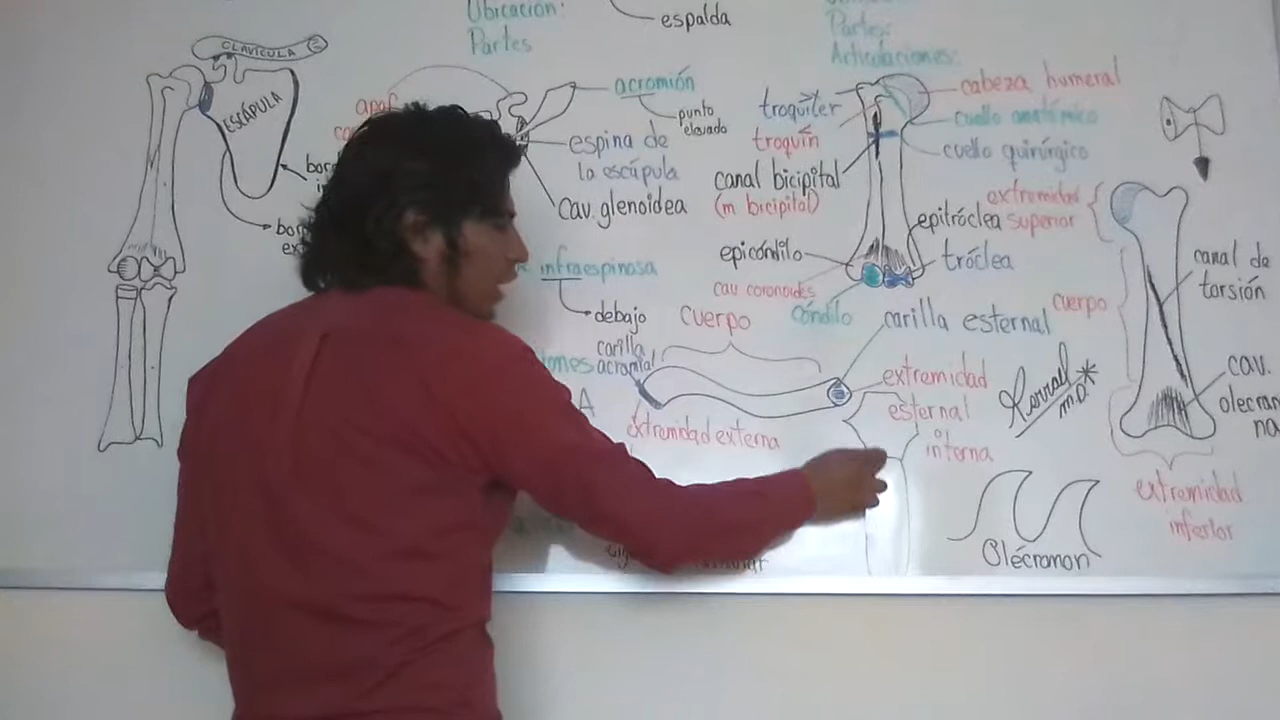 Ubicación:
Partes
espalda
Partes:
Articulaciones:
CLAVÍCULA
ESCÁPULA
acromión
punto
elevado
espina de
la escápula
cav. glenoidea
infraespinosa
debajo
troquíter
troquín
canal bicipital
(m bicipital)
cabeza humeral
cuello anatómico
cuello quirúrgico
extremidad
superior
epitróclea
epicóndilo
tróclea
cav coronoides
cóndilo
cuerpo
canal de
torsión
cav.
olecran
na
extremidad
inferior
cuerpo
carilla
acromial
carilla esternal
extremidad
esternal
o
interna
extremidad externa
A
m.D.*
Olécranon